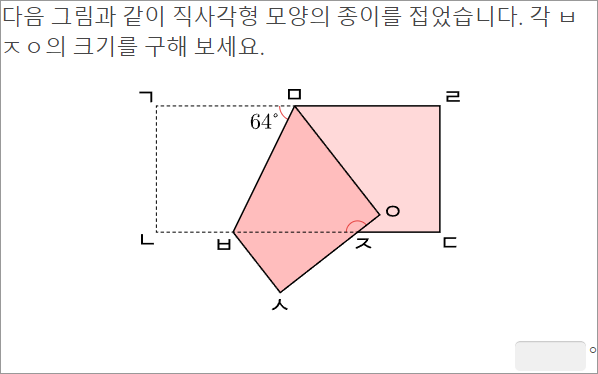 다음 그림과 같이 직사각형 모양의 종이를 접었습니다. 각 ㅂ
ㅈㅇ의 크기를 구해 보세요.
ㄱ ㅁ ㄹ
64°
ㅇ
ㄴ ㅂ ㅈ ㄷ
ㅅ
°